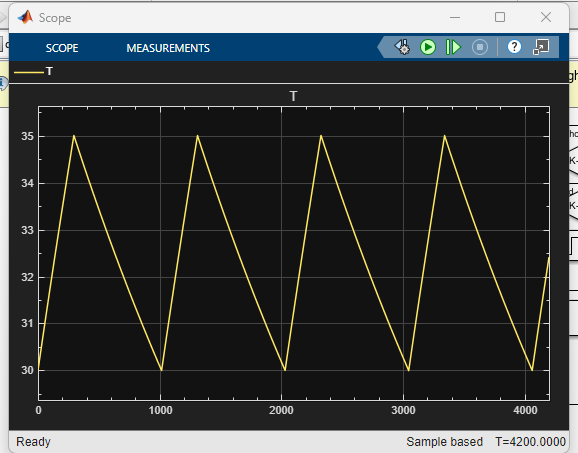 Scope
SCOPE MEASUREMENTS
?
T
T
35
34
33
32
31
30
0 1000 2000 3000 4000
Ready Sample based T=4200.0000
K-
K-